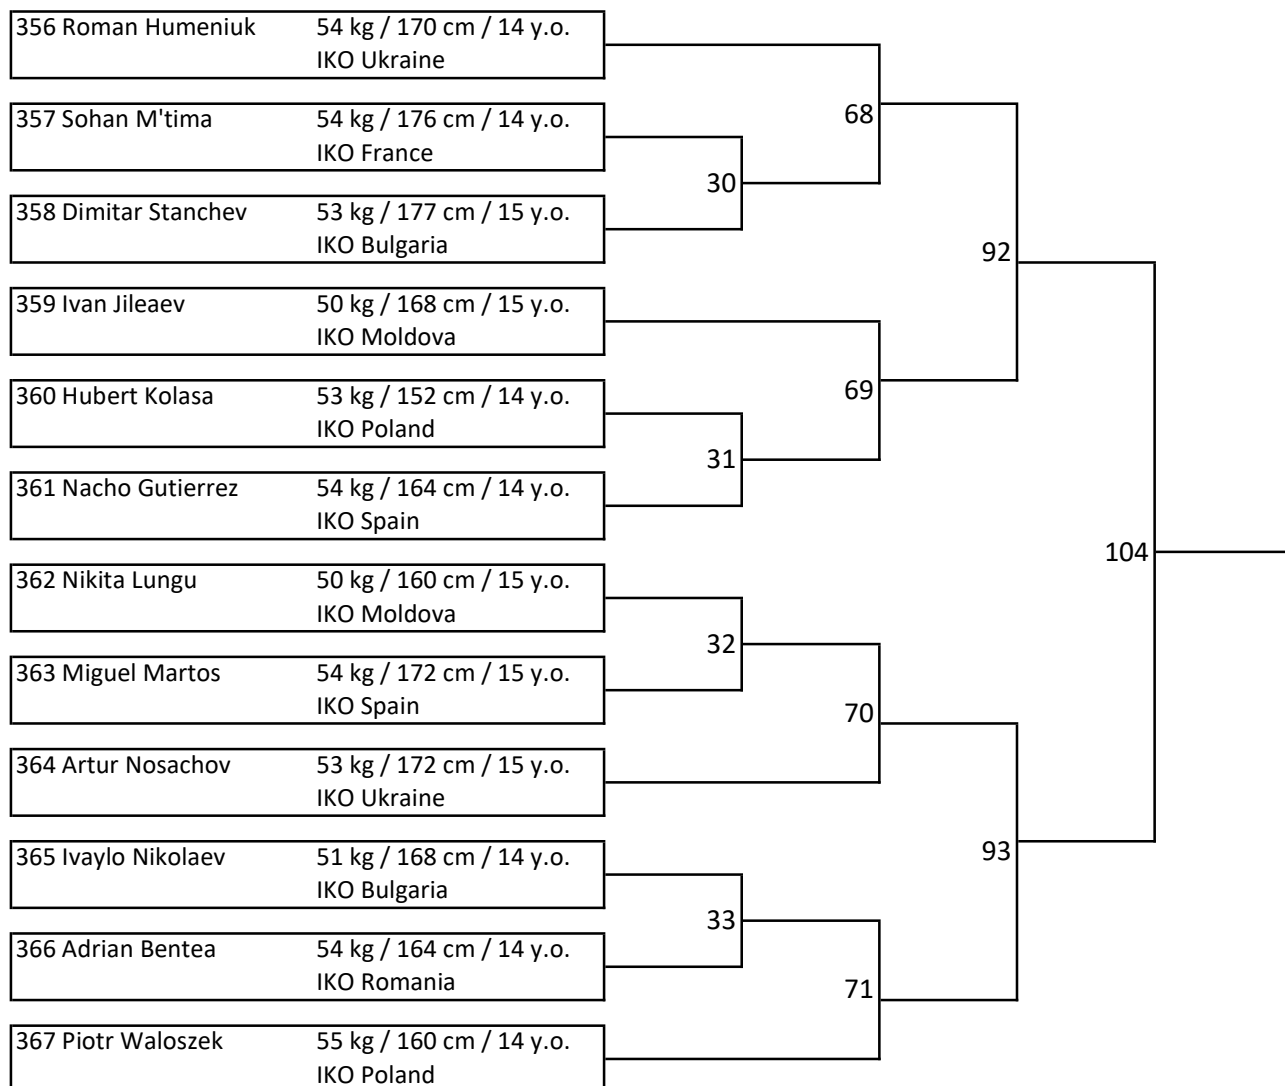 356 Roman Humeniuk 54 kg / 170 cm / 14 y.o.
IKO Ukraine
357 Sohan M'tima 54 kg / 176 cm / 14 y.o.
IKO France
358 Dimitar Stanchev 53 kg / 177 cm / 15 y.o.
IKO Bulgaria
359 Ivan Jileaev 50 kg / 168 cm / 15 y.o.
IKO Moldova
360 Hubert Kolasa 53 kg / 152 cm / 14 y.o.
IKO Poland
361 Nacho Gutierrez 54 kg / 164 cm / 14 y.o.
IKO Spain
362 Nikita Lungu 50 kg / 160 cm / 15 y.o.
IKO Moldova
363 Miguel Martos 54 kg / 172 cm / 15 y.o.
IKO Spain
364 Artur Nosachov 53 kg / 172 cm / 15 y.o.
IKO Ukraine
365 Ivaylo Nikolaev 51 kg / 168 cm / 14 y.o.
IKO Bulgaria
366 Adrian Bentea 54 kg / 164 cm / 14 y.o.
IKO Romania
367 Piotr Waloszek 55 kg / 160 cm / 14 y.o.
IKO Poland
30
31
32
33
68
69
70
71
92
93
104